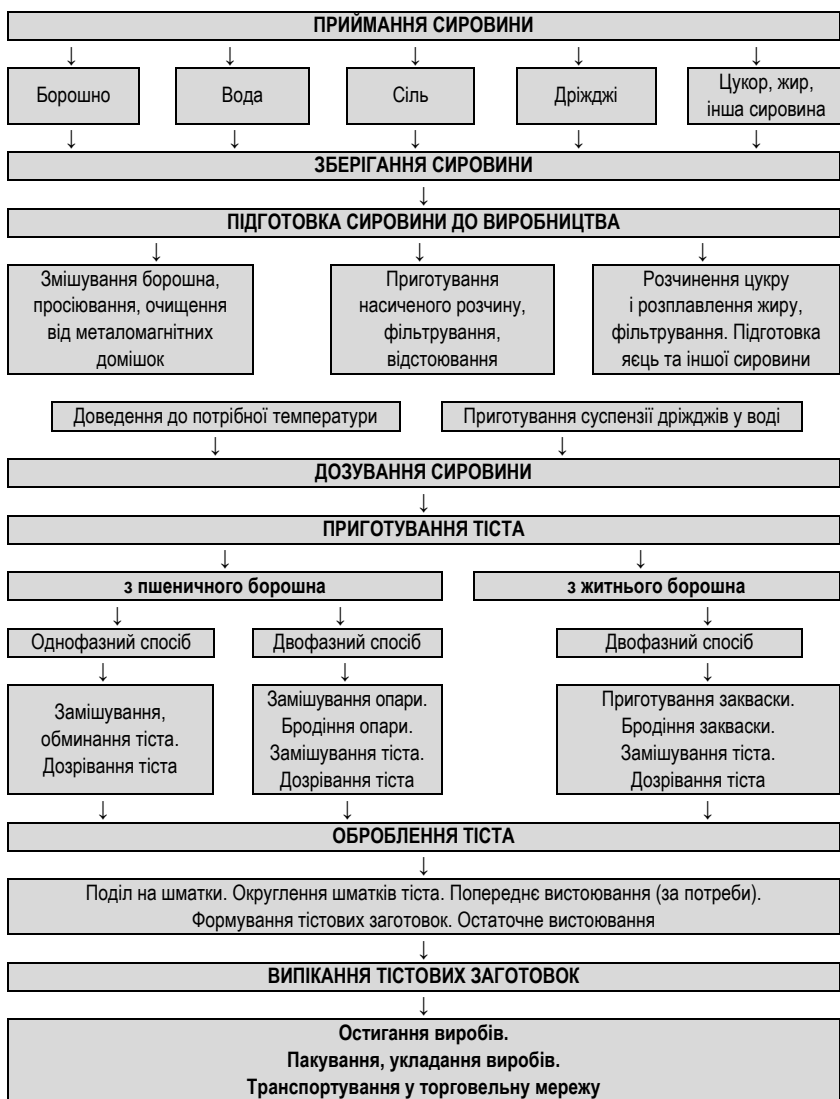 ПРИЙМАННЯ СИРОВИНИ
Борошно
Вода
Сіль
Дріжджі
Цукор, жир,
інша сировина
ЗБЕРІГАННЯ СИРОВИНИ
ПІДГОТОВКА СИРОВИНИ ДО ВИРОБНИЦТВА
Змішування борошна,
просіювання, очищення
від металомагнітних
домішок
Приготування
насиченого розчину,
фільтрування,
відстоювання
Розчинення цукру
і розплавлення жиру,
фільтрування. Підготовка
яєць та іншої сировини
Доведення до потрібної температури
Приготування суспензії дріжджів у воді
ДОЗУВАННЯ СИРОВИНИ
ПРИГОТУВАННЯ ТІСТА
з пшеничного борошна
з житнього борошна
Однофазний спосіб
Двофазний спосіб
Двофазний спосіб
Замішування,
обминання тіста.
Дозрівання тіста
Замішування опари.
Бродіння опари.
Замішування тіста.
Дозрівання тіста
Приготування закваски.
Бродіння закваски.
Замішування тіста.
Дозрівання тіста
ОБРОБЛЕННЯ ТІСТА
Поділ на шматки. Округлення шматків тіста. Попереднє вистоювання (за потреби).
Формування тістових заготовок. Остаточне вистоювання
ВИПІКАННЯ ТІСТОВИХ ЗАГОТОВОК
Остигання виробів.
Пакування, укладання виробів.
Транспортування у торговельну мережу